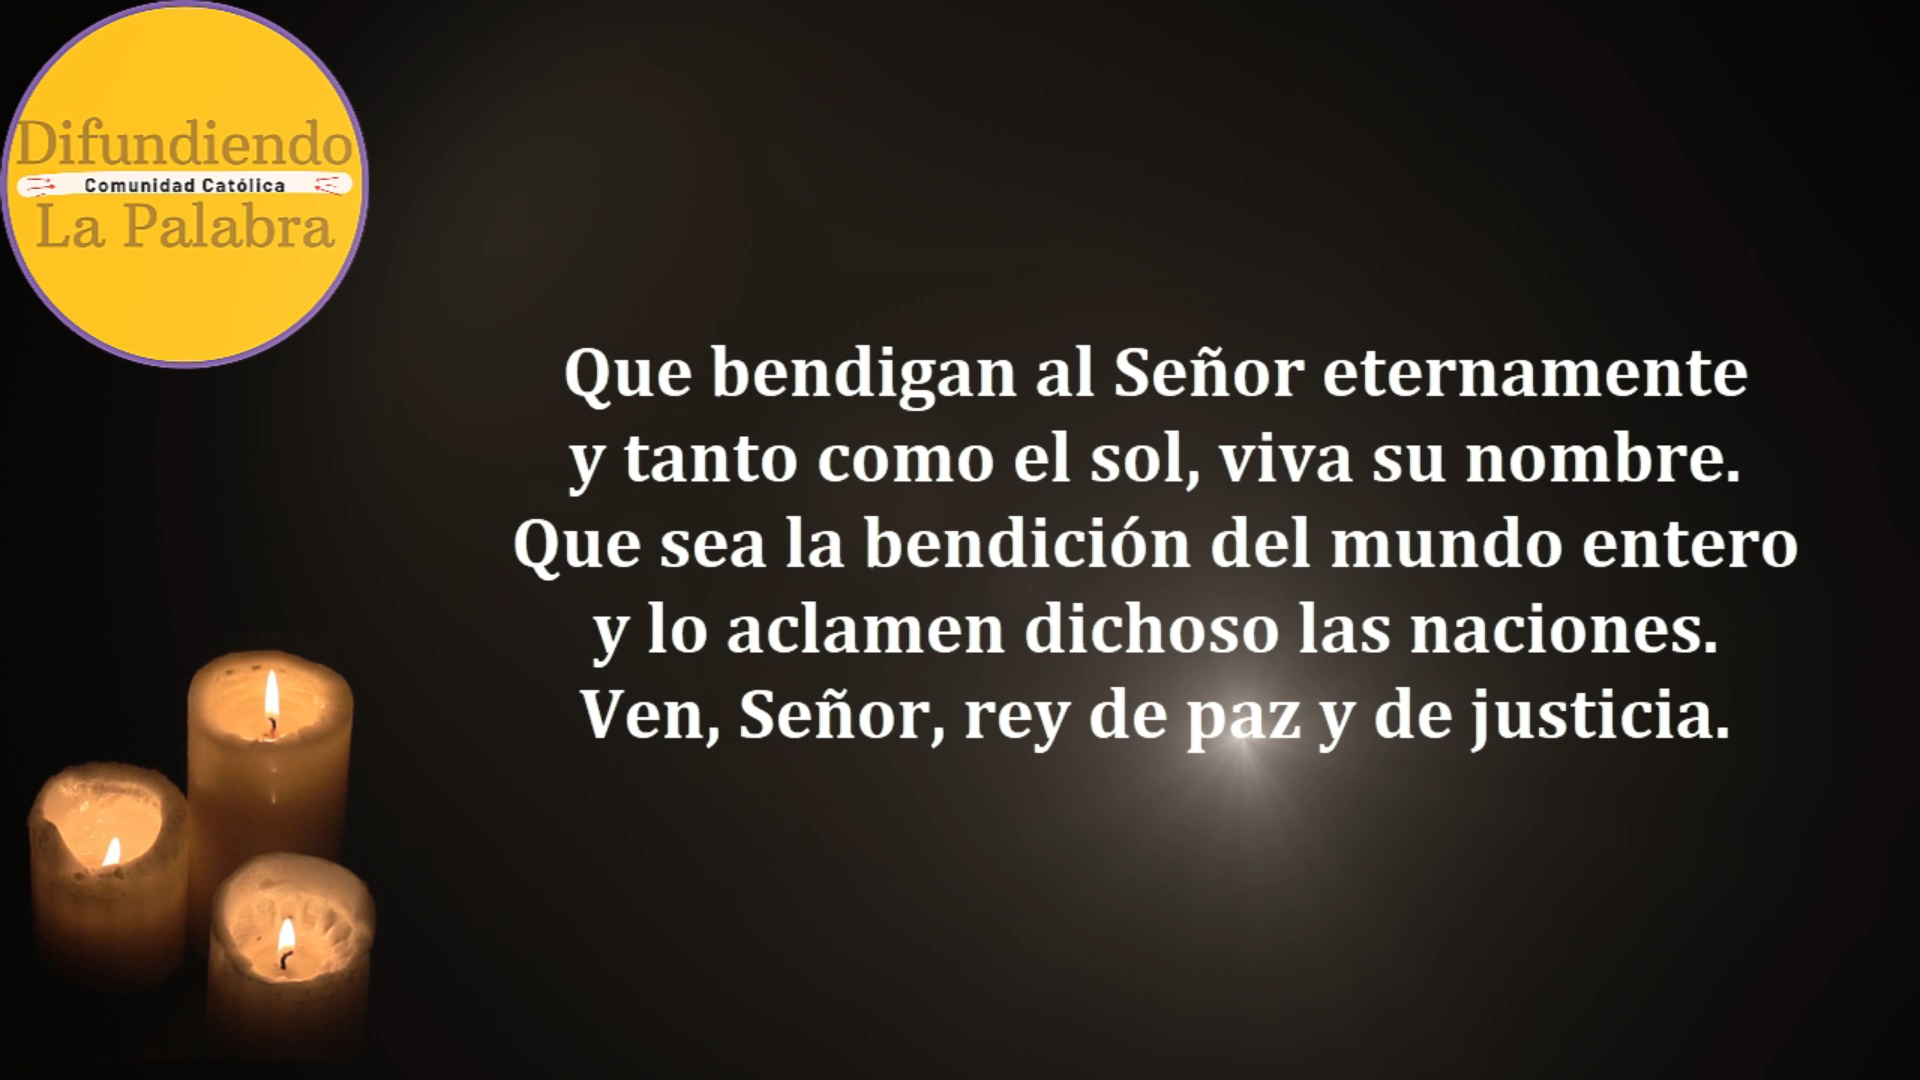 Difundiendo
Comunidad Católica
La Palabra
Que bendigan al Señor eternamente
y tanto como el sol, viva su nombre.
Que sea la bendición del mundo entero
y lo aclamen dichoso las naciones.
Ven, Señor, rey de paz y de justicia.